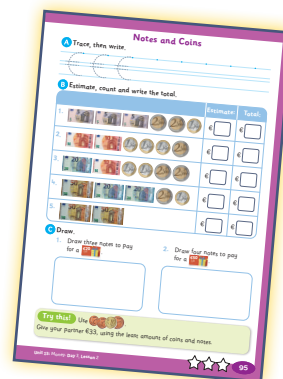 Notes and Coins
A Trace, then write.
B Estimate, count and write the total.
Estimate: Total:
1. € €
2. € €
3. € €
4. € €
5. € €
C Draw.
1. Draw three notes to pay
for a
2. Draw four notes to pay
for a
Try this! Use
Give your partner €33, using the least amount of coins and notes.
95